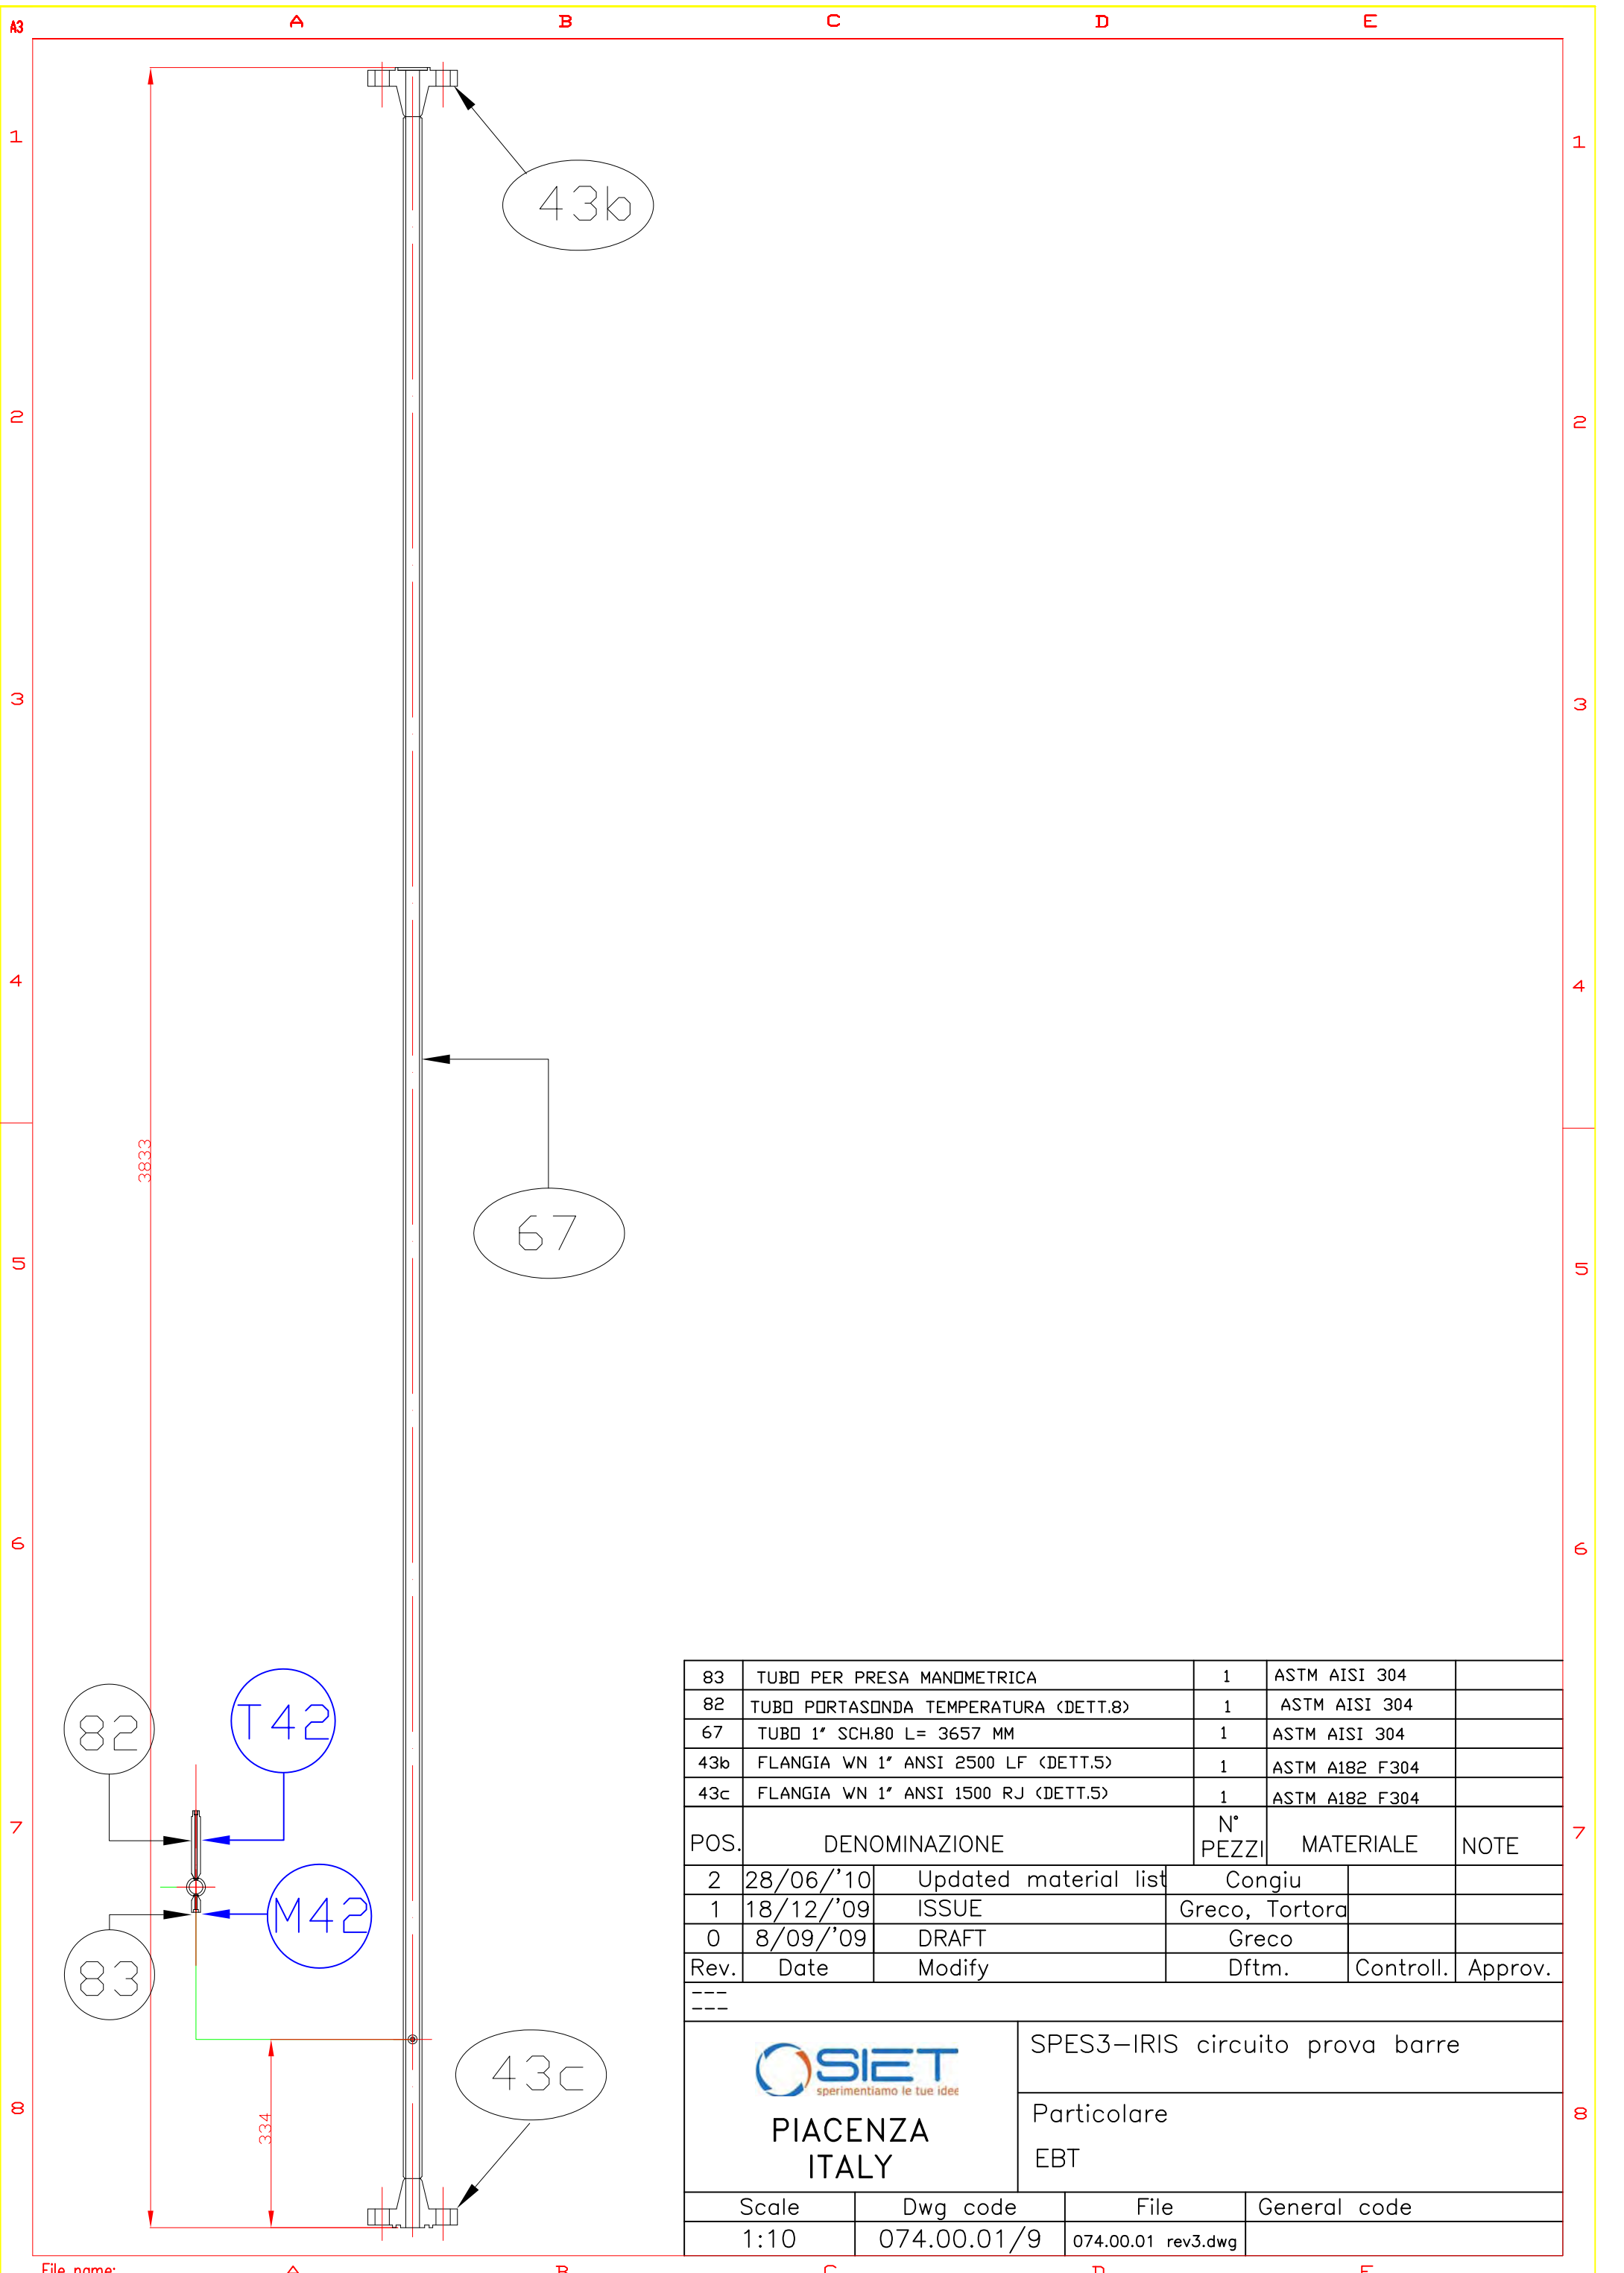 A3
A B C D E
1 1
43b
2 2
3 3
4 4
3833
67
5 5
6 6
83 TUBO PER PRESA MANOMETRICA 1 ASTM AISI 304
82 TUBO PORTASONDA TEMPERATURA (DETT.8) 1 ASTM AISI 304
67 TUBO 1" SCH.80 L= 3657 MM 1 ASTM AISI 304
43b FLANGIA WN 1" ANSI 2500 LF (DETT.5) 1 ASTM A182 F304
43c FLANGIA WN 1" ANSI 1500 RJ (DETT.5) 1 ASTM A182 F304
POS. DENOMINAZIONE N° PEZZI MATERIALE NOTE
82
T42
7 7
M42
83
2 28/06/'10 Updated material list Congiu
1 18/12/'09 ISSUE Greco, Tortora
0 8/09/'09 DRAFT Greco
Rev. Date Modify Dftm. Controll. Approv.
---
---
43c
334
8 8
SIET
sperimentiamo le tue idee
PIACENZA
ITALY
SPES3-IRIS circuito prova barre
Particolare
EBT
Scale Dwg code File General code
1:10 074.00.01/9 074.00.01 rev3.dwg
File name:
A B C D E